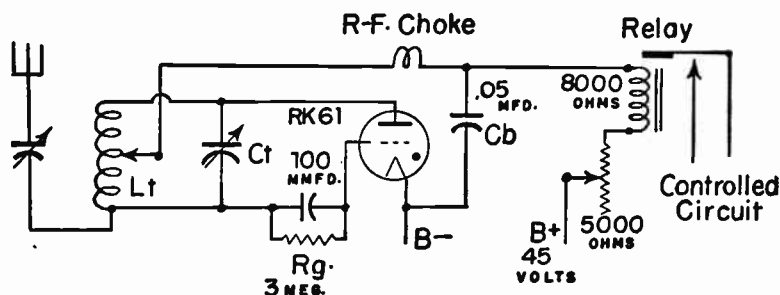 R-F. Choke
Relay
RK61
.05
MFD.
Cb
8000
OHMS
Ct
Lt
100
MMFD.
B−
Rg.
3 MEG.
B+
45
VOLTS
5000
OHMS
Controlled
Circuit